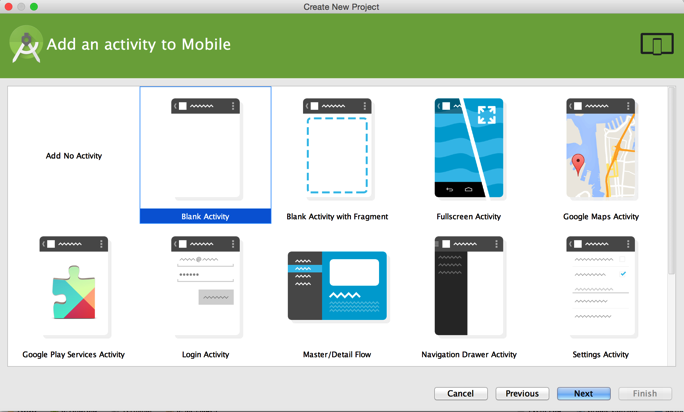 Create New Project
Add an activity to Mobile
Add No Activity
Blank Activity
Blank Activity with Fragment
Fullscreen Activity
Google Maps Activity
Google Play Services Activity
Login Activity
Master/Detail Flow
Navigation Drawer Activity
Settings Activity
Cancel
Previous
Next
Finish